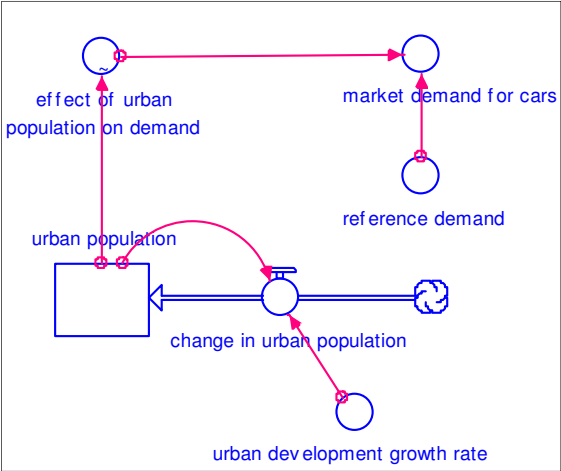 ~
effect of urban
population on demand
market demand for cars
reference demand
urban population
change in urban population
urban development growth rate